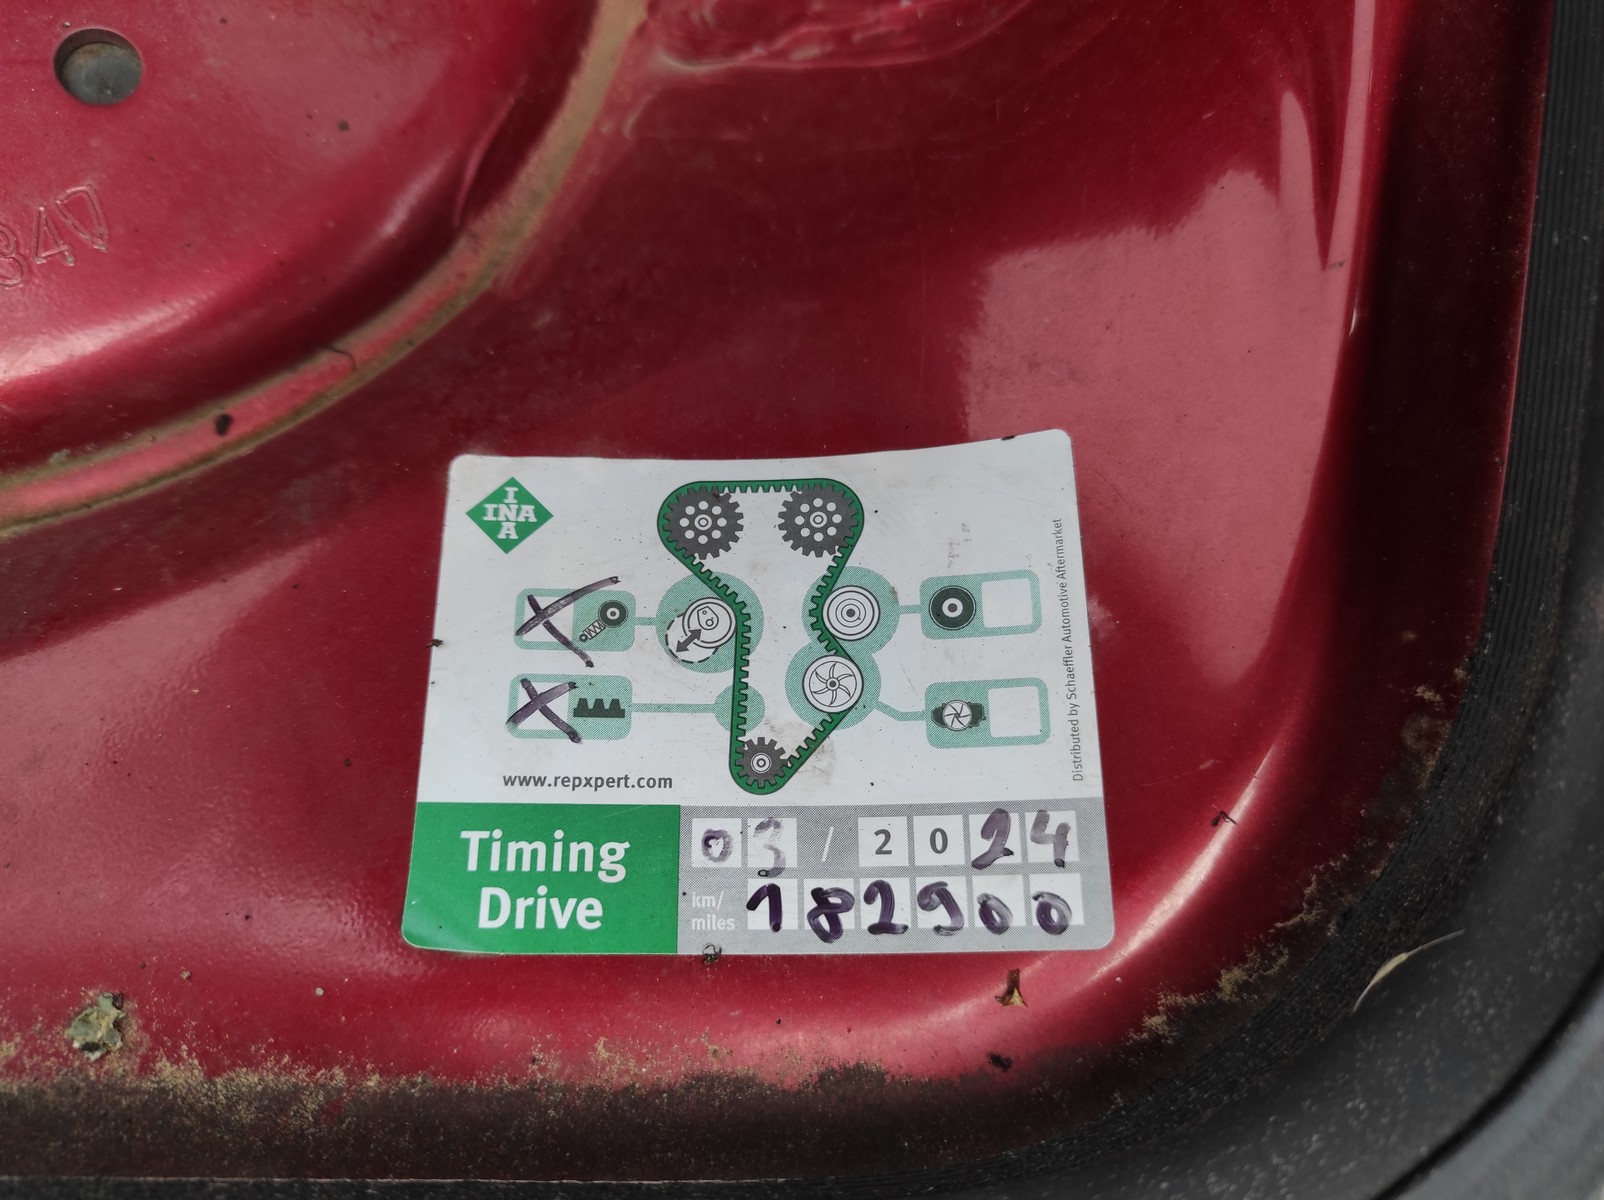 I
INA
A
www.repxpert.com
Distributed by Schaeffler Automotive Aftermarket
Timing
Drive
03 / 2024
km/
miles
182900